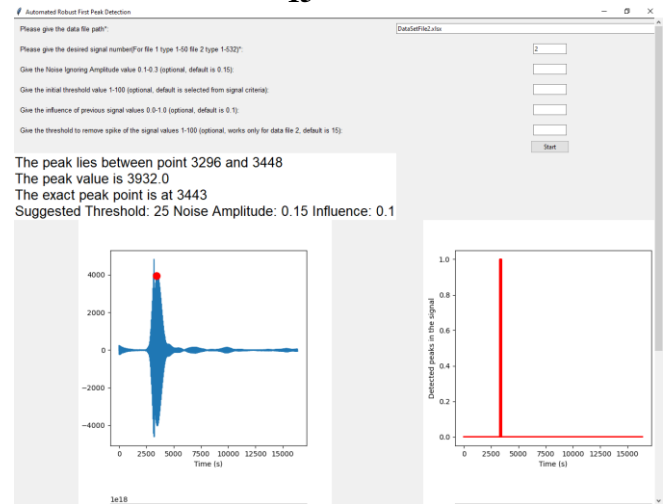 Automated Robust First Peak Detection
Please give the data file path*:
DataSetFile2.xlsx
Please give the desired signal number(For file 1 type 1-50 file 2 type 1-532)*:
2
Give the Noise Ignoring Amplitude value 0.1-0.3 (optional, default is 0.15):
Give the initial threshold value 1-100 (optional, default is selected from signal criteria):
Give the influence of previous signal values 0.0-1.0 (optional, default is 0.1):
Give the threshold to remove spike of the signal values 1-100 (optional, works only for data file 2, default is 15):
Start
The peak lies between point 3296 and 3448
The peak value is 3932.0
The exact peak point is at 3443
Suggested Threshold: 25 Noise Amplitude: 0.15 Influence: 0.1
4000
2000
0
−2000
−4000
0 2500 5000 7500 10000 12500 15000
Time (s)
1e18
Detected peaks in the signal
1.0
0.8
0.6
0.4
0.2
0.0
0 2500 5000 7500 10000 12500 15000
Time (s)